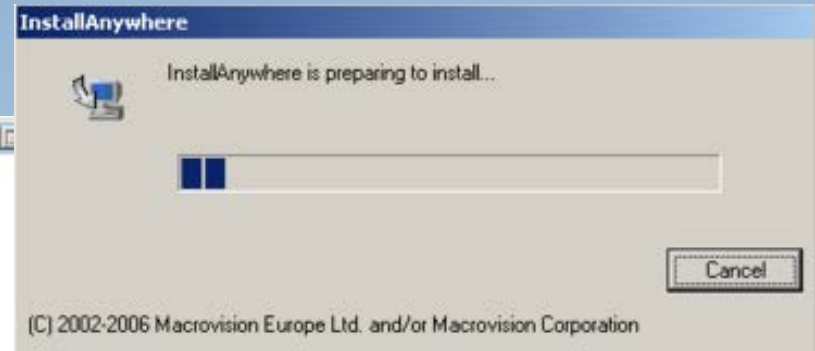 InstallAnywhere
InstallAnywhere is preparing to install...
Cancel
(C) 2002-2006 Macrovision Europe Ltd. and/or Macrovision Corporation